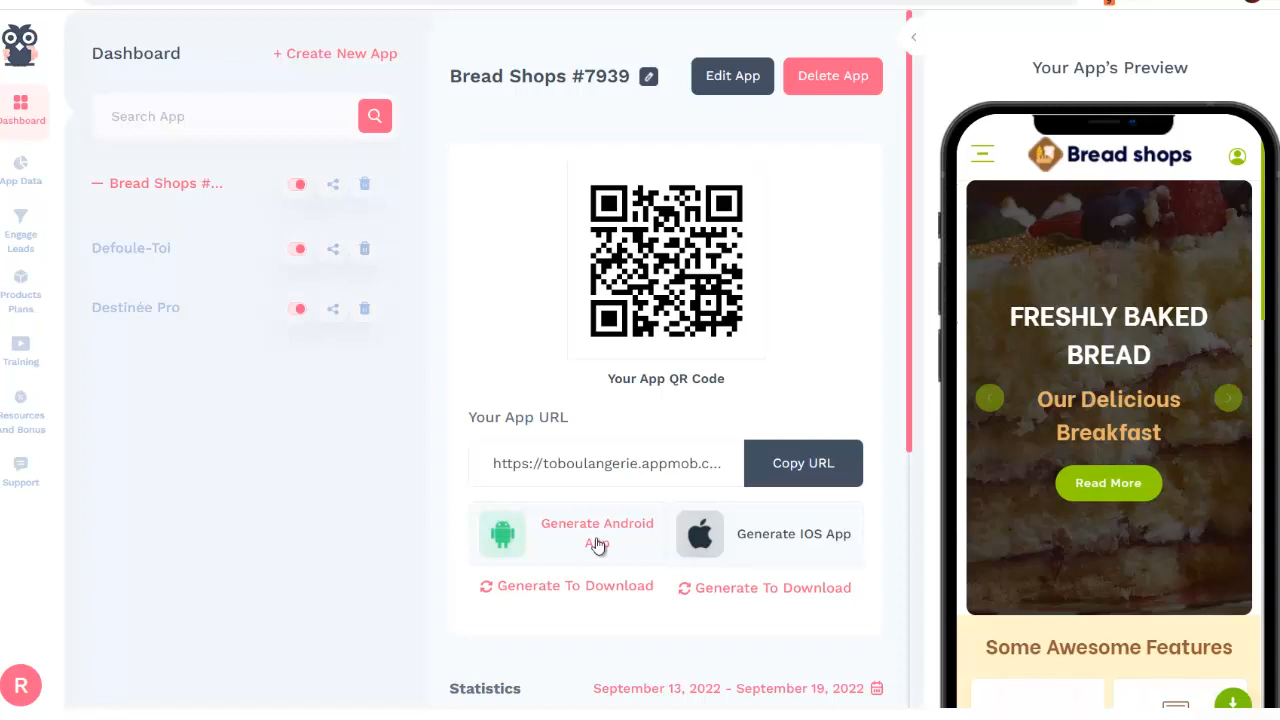 Dashboard
App Data
Engage
Leads
Products
Plans
Training
Resources
And Bonus
Support
R
Dashboard
+ Create New App
Search App
Bread Shops #...
Defoule-Toi
Destinée Pro
Bread Shops #7939
Edit App
Delete App
Your App QR Code
Your App URL
https://toboulangerie.appmob.c...
Copy URL
Generate Android
App
Generate IOS App
Generate To Download
Generate To Download
Statistics
September 13, 2022 - September 19, 2022
Your App's Preview
Bread shops
FRESHLY BAKED
BREAD
Our Delicious
Breakfast
Read More
Some Awesome Features